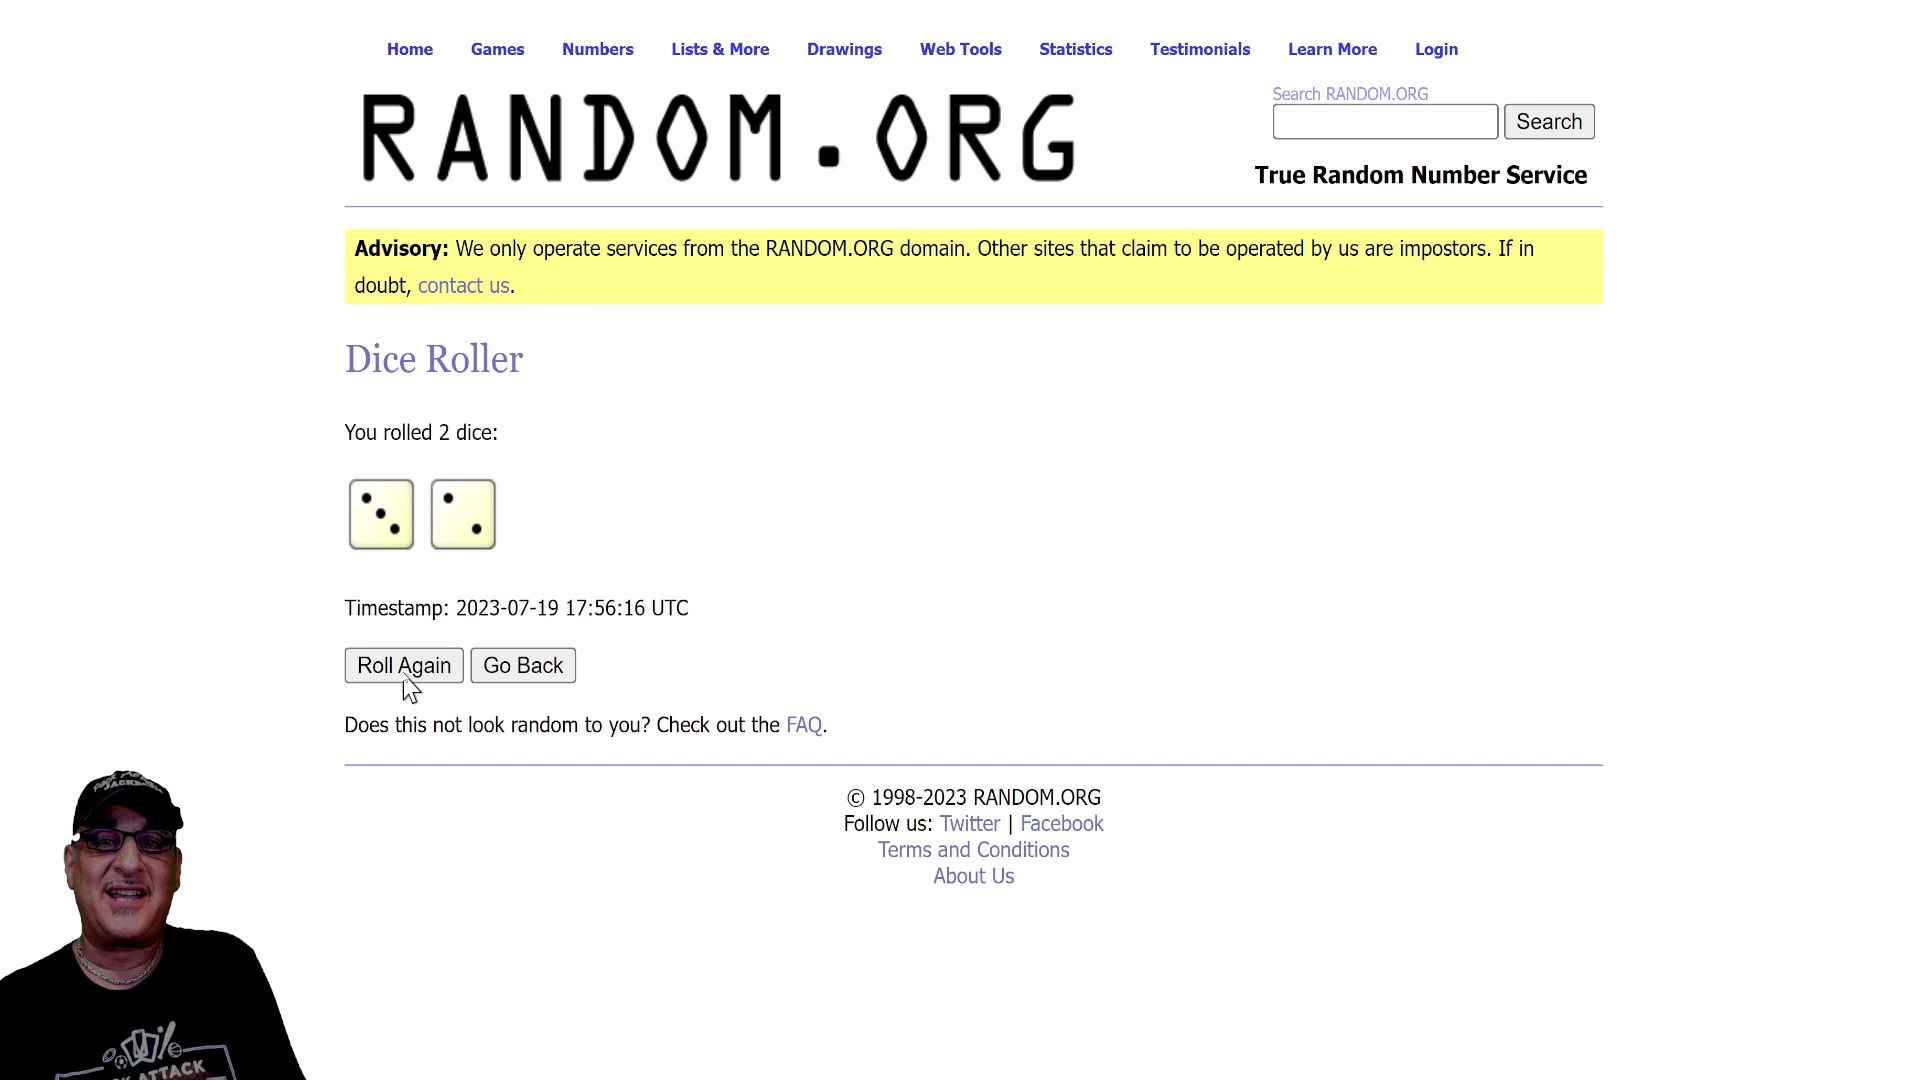 Home Games Numbers Lists & More Drawings Web Tools Statistics Testimonials Learn More Login
RANDOM.ORG
Search RANDOM.ORG
Search
True Random Number Service
Advisory: We only operate services from the RANDOM.ORG domain. Other sites that claim to be operated by us are impostors. If in
doubt, contact us.
Dice Roller
You rolled 2 dice:
Timestamp: 2023-07-19 17:56:16 UTC
Roll Again Go Back
Does this not look random to you? Check out the FAQ.
© 1998-2023 RANDOM.ORG
Follow us: Twitter | Facebook
Terms and Conditions
About Us
ATTACK